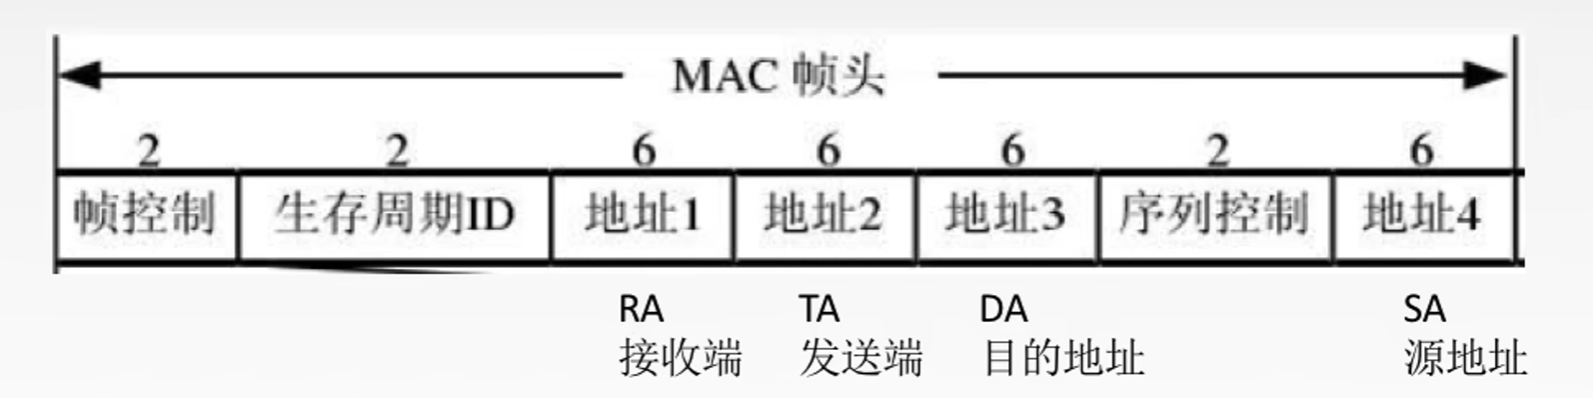 MAC 帧头
2 2 6 6 6 2 6
帧控制 生存周期ID 地址1 地址2 地址3 序列控制 地址4
RA TA DA SA
接收端 发送端 目的地址 源地址